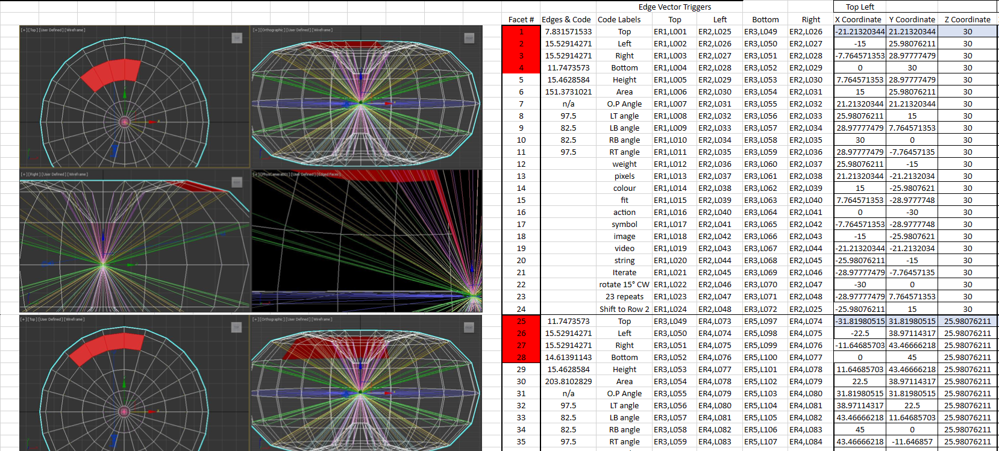 Edge Vector Triggers Top Left
Facet # Edges & Code Code Labels Top Left Bottom Right X Coordinate Y Coordinate Z Coordinate
[+] [Top] [User Defined] [Wireframe] [+] [Orthographic] [User Defined] [Wireframe]
1 7.831571533 Top ER1,L001 ER2,L025 ER3,L049 ER2,L026 -21.21320344 21.21320344 30
2 15.52914271 Left ER1,L002 ER2,L026 ER3,L050 ER2,L027 -15 25.98076211 30
3 15.52914271 Right ER1,L003 ER2,L027 ER3,L051 ER2,L028 -7.764571353 28.97777479 30
4 11.7473573 Bottom ER1,L004 ER2,L028 ER3,L052 ER2,L029 0 30 30
5 15.4628584 Height ER1,L005 ER2,L029 ER3,L053 ER2,L030 7.764571353 28.97777479 30
6 151.3731021 Area ER1,L006 ER2,L030 ER3,L054 ER2,L031 15 25.98076211 30
7 n/a O.P Angle ER1,L007 ER2,L031 ER3,L055 ER2,L032 21.21320344 21.21320344 30
8 97.5 LT angle ER1,L008 ER2,L032 ER3,L056 ER2,L033 25.98076211 15 30
9 82.5 LB angle ER1,L009 ER2,L033 ER3,L057 ER2,L034 28.97777479 7.764571353 30
10 82.5 RB angle ER1,L010 ER2,L034 ER3,L058 ER2,L035 30 0 30
11 97.5 RT angle ER1,L011 ER2,L035 ER3,L059 ER2,L036 28.97777479 -7.76457135 30
12 weight ER1,L012 ER2,L036 ER3,L060 ER2,L037 25.98076211 -15 30
[+] [Right] [User Defined] [Wireframe] [+] [PhysCamera001] [User Defined] [Edged Faces]
13 pixels ER1,L013 ER2,L037 ER3,L061 ER2,L038 21.21320344 -21.2132034 30
14 colour ER1,L014 ER2,L038 ER3,L062 ER2,L039 15 -25.9807621 30
15 fit ER1,L015 ER2,L039 ER3,L063 ER2,L040 7.764571353 -28.9777748 30
16 action ER1,L016 ER2,L040 ER3,L064 ER2,L041 0 -30 30
17 symbol ER1,L017 ER2,L041 ER3,L065 ER2,L042 -7.764571353 -28.9777748 30
18 image ER1,L018 ER2,L042 ER3,L066 ER2,L043 -15 -25.9807621 30
19 video ER1,L019 ER2,L043 ER3,L067 ER2,L044 -21.21320344 -21.2132034 30
20 string ER1,L020 ER2,L044 ER3,L068 ER2,L045 -25.98076211 -15 30
21 Iterate ER1,L021 ER2,L045 ER3,L069 ER2,L046 -28.97777479 -7.76457135 30
22 rotate 15° CW ER1,L022 ER2,L046 ER3,L070 ER2,L047 -30 0 30
23 23 repeats ER1,L023 ER2,L047 ER3,L071 ER2,L048 -28.97777479 7.764571353 30
24 Shift to Row 2 ER1,L024 ER2,L048 ER3,L072 ER2,L025 -25.98076211 15 30
[+] [Top] [User Defined] [Wireframe] [+] [Orthographic] [User Defined] [Wireframe]
25 11.7473573 Top ER3,L049 ER4,L073 ER5,L097 ER4,L074 -31.81980515 31.81980515 25.98076211
26 15.52914271 Left ER3,L050 ER4,L074 ER5,L098 ER4,L075 -22.5 38.97114317 25.98076211
27 15.52914271 Right ER3,L051 ER4,L075 ER5,L099 ER4,L076 -11.64685703 43.46666218 25.98076211
28 14.61391143 Bottom ER3,L052 ER4,L076 ER5,L100 ER4,L077 0 45 25.98076211
29 15.4628584 Height ER3,L053 ER4,L077 ER5,L101 ER4,L078 11.64685703 43.46666218 25.98076211
30 203.8102829 Area ER3,L054 ER4,L078 ER5,L102 ER4,L079 22.5 38.97114317 25.98076211
31 n/a O.P Angle ER3,L055 ER4,L079 ER5,L103 ER4,L080 31.81980515 31.81980515 25.98076211
32 97.5 LT angle ER3,L056 ER4,L080 ER5,L104 ER4,L081 38.97114317 22.5 25.98076211
33 82.5 LB angle ER3,L057 ER4,L081 ER5,L105 ER4,L082 43.46666218 11.64685703 25.98076211
34 82.5 RB angle ER3,L058 ER4,L082 ER5,L106 ER4,L083 45 0 25.98076211
35 97.5 RT angle ER3,L059 ER4,L083 ER5,L107 ER4,L084 43.46666218 -11.646857 25.98076211